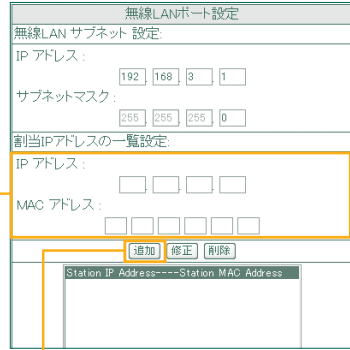 無線LANポート設定
無線LAN サブネット 設定:
IP アドレス :
192 . 168 . 3 . 1
サブネットマスク :
255 . 255 . 255 . 0
割当IPアドレスの一覧設定:
IP アドレス :
. . .
MAC アドレス :
追加 修正 削除
Station IP Address----Station MAC Address